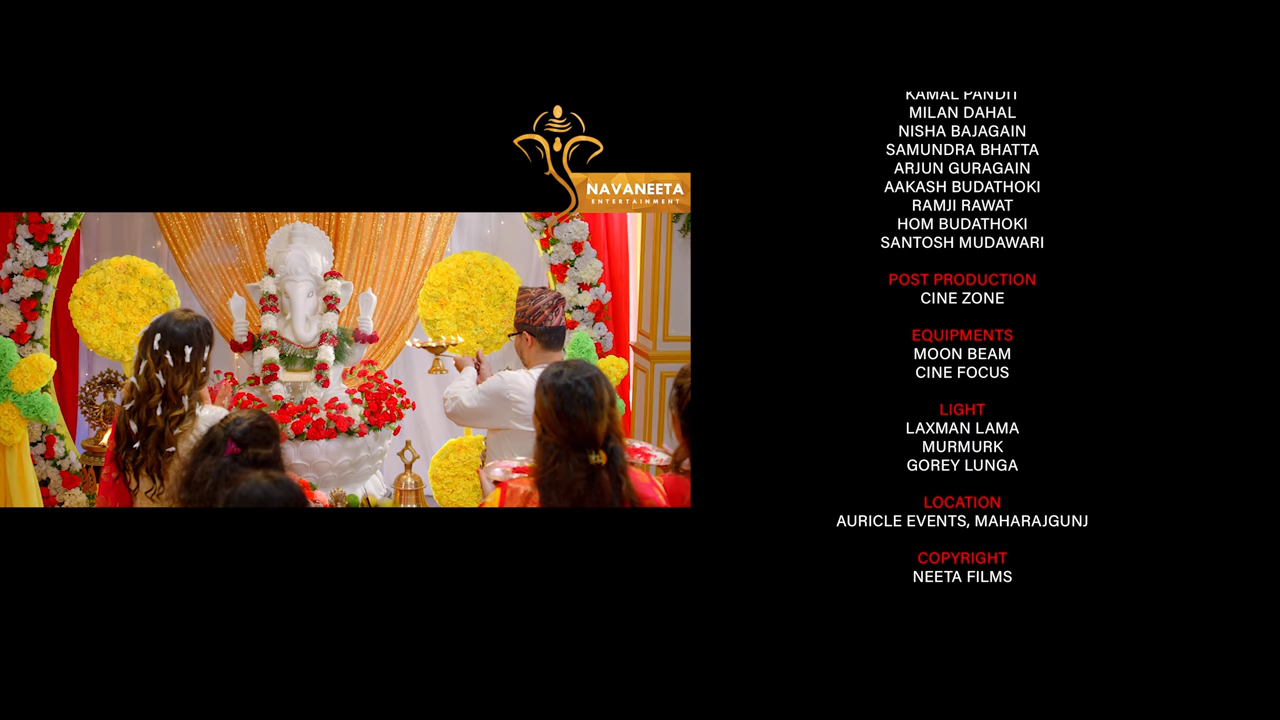 NAVANEETA
ENTERTAINMENT
KAMAL PANDIT
MILAN DAHAL
NISHA BAJAGAIN
SAMUNDRA BHATTA
ARJUN GURAGAIN
AAKASH BUDATHOKI
RAMJI RAWAT
HOM BUDATHOKI
SANTOSH MUDAWARI
POST PRODUCTION
CINE ZONE
EQUIPMENTS
MOON BEAM
CINE FOCUS
LIGHT
LAXMAN LAMA
MURMURK
GOREY LUNGA
LOCATION
AURICLE EVENTS, MAHARAJGUNJ
COPYRIGHT
NEETA FILMS